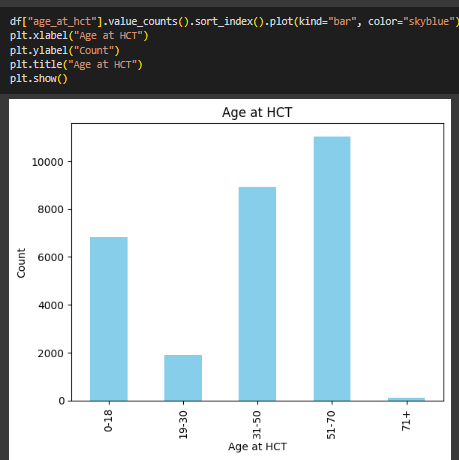 df["age_at_hct"].value_counts().sort_index().plot(kind="bar", color="skyblue")
plt.xlabel("Age at HCT")
plt.ylabel("Count")
plt.title("Age at HCT")
plt.show()
Age at HCT
10000
8000
6000
4000
2000
0
Count
0-18
19-30
31-50
51-70
71+
Age at HCT